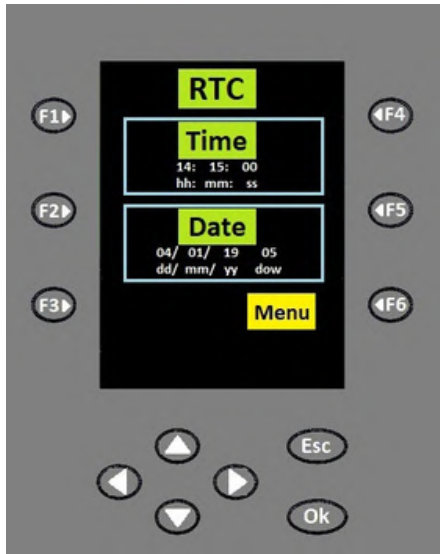 RTC
F1
F4
Time
14: 15: 00
hh: mm: ss
F2
F5
Date
04/ 01/ 19 05
dd/ mm/ yy dow
F3
Menu
F6
Esc
Ok